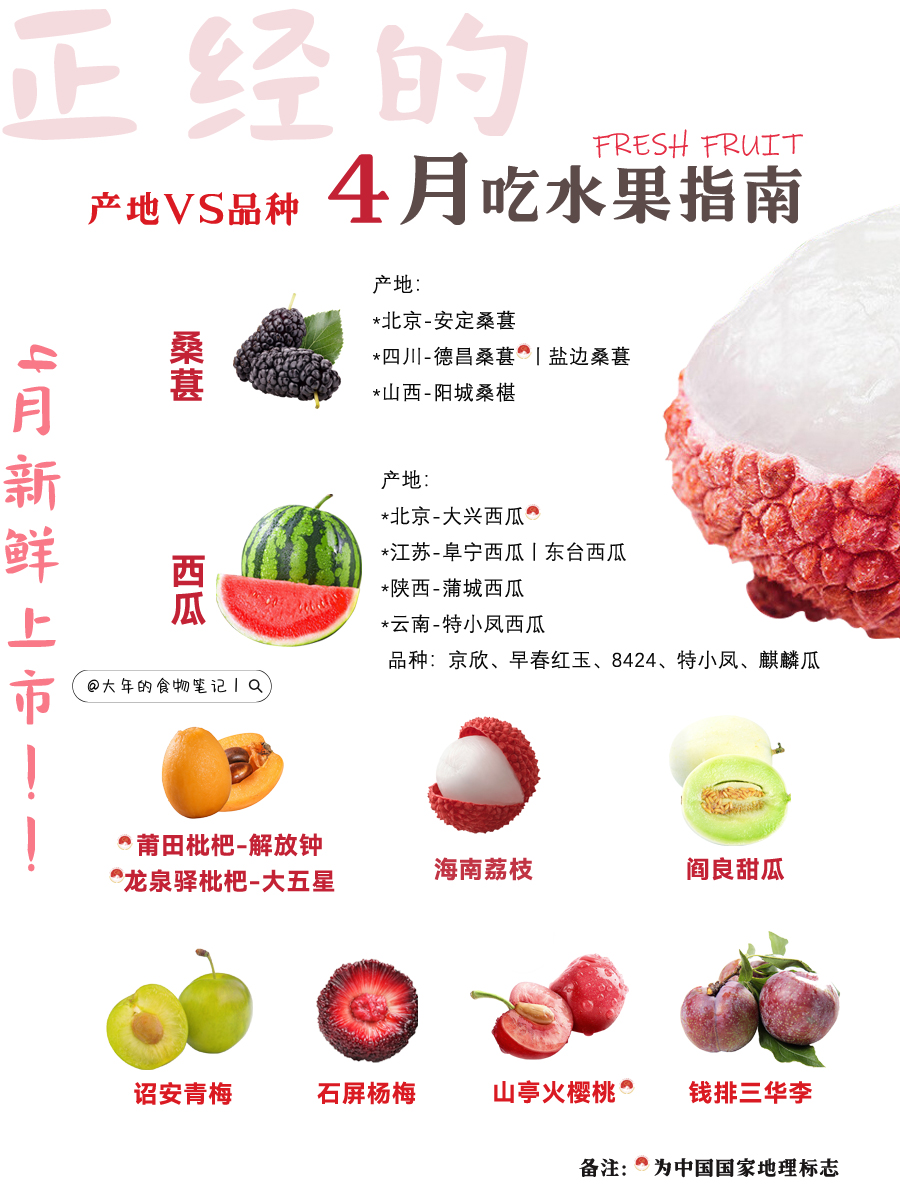 正经的
FRESH FRUIT
产地VS品种 4月吃水果指南
4月新鲜上市！！
桑葚
产地：
*北京-安定桑葚
*四川-德昌桑葚 | 盐边桑葚
*山西-阳城桑椹
西瓜
产地：
*北京-大兴西瓜
*江苏-阜宁西瓜 | 东台西瓜
*陕西-蒲城西瓜
*云南-特小凤西瓜
品种：京欣、早春红玉、8424、特小凤、麒麟瓜
@大年的食物笔记 |
莆田枇杷-解放钟
龙泉驿枇杷-大五星
海南荔枝
阎良甜瓜
诏安青梅
石屏杨梅
山亭火樱桃
钱排三华李
备注：为中国国家地理标志